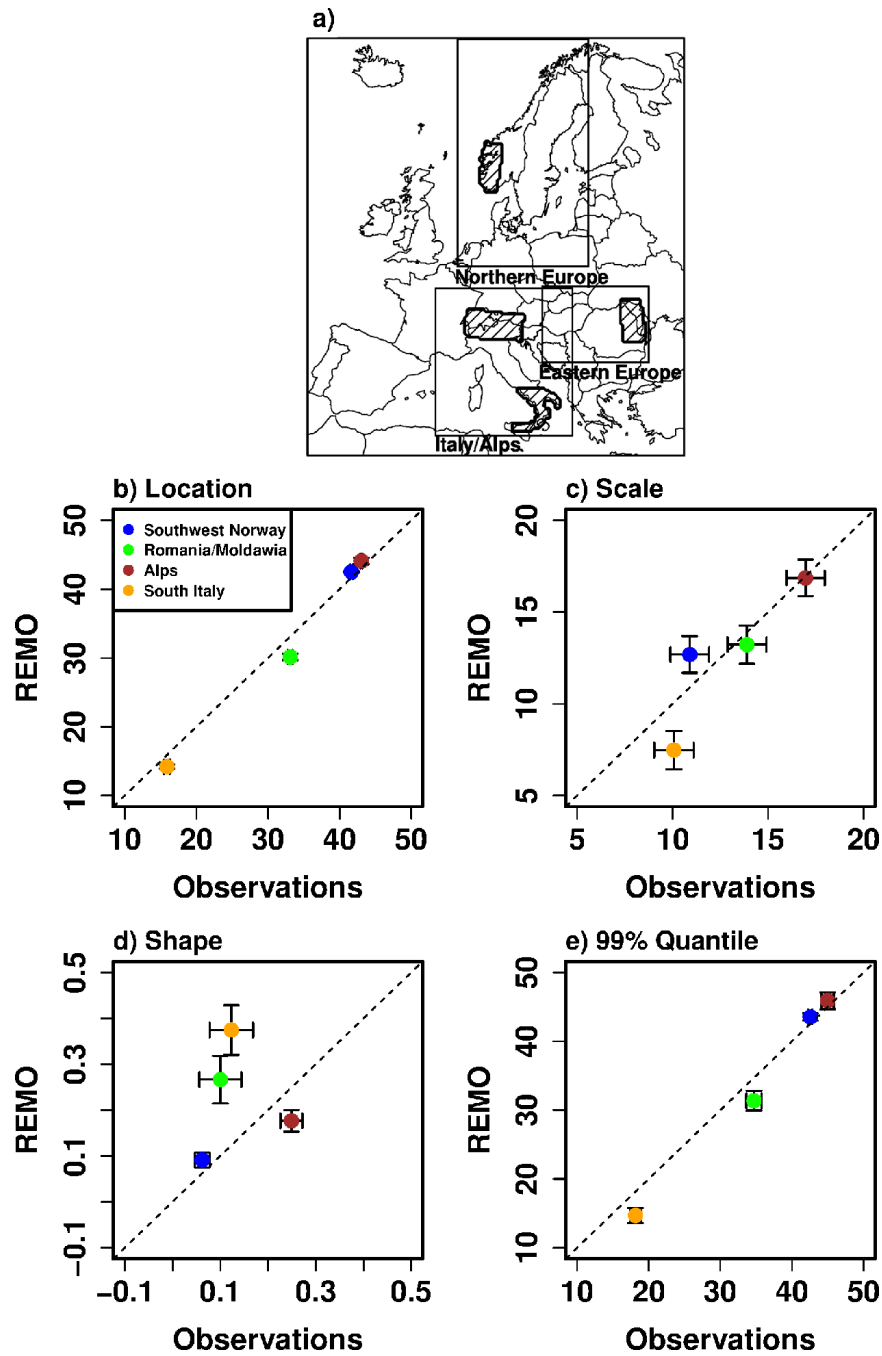 a)
Northern Europe
Eastern Europe
Italy/Alps
b) Location
Southwest Norway
Romania/Moldawia
Alps
South Italy
50
40
30
20
10
REMO
10 20 30 40 50
Observations
c) Scale
20
15
10
5
REMO
5 10 15 20
Observations
d) Shape
0.5
0.3
0.1
−0.1
REMO
−0.1 0.1 0.3 0.5
Observations
e) 99% Quantile
50
40
30
20
10
REMO
10 20 30 40 50
Observations